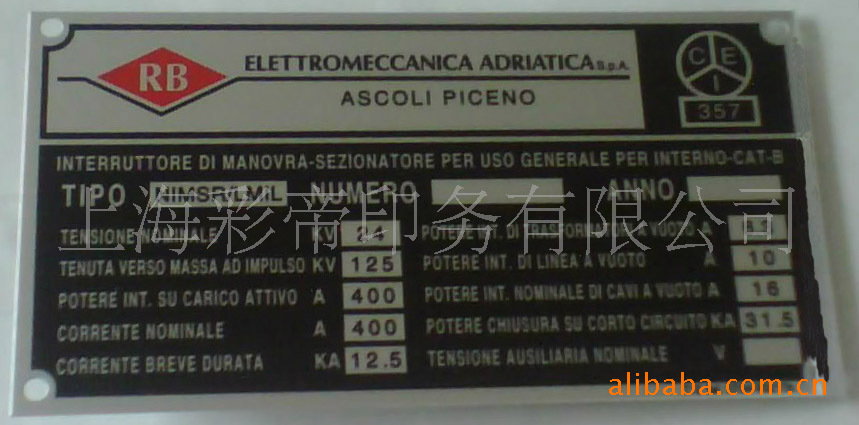 RB
ELETTROMECCANICA ADRIATICA S.p.A.
ASCOLI PICENO
C E I
357
INTERRUTTORE DI MANOVRA-SEZIONATORE PER USO GENERALE PER INTERNO-CAT-B
TIPO NUMERO ANNO
上海彩帝印务有限公司
TENSIONE NOMINALE KV 24 POTERE INT. DI TRASFORMATORI A VUOTO A
TENUTA VERSO MASSA AD IMPULSO KV 125 POTERE INT. DI LINEA A VUOTO A 10
POTERE INT. SU CARICO ATTIVO A 400 POTERE INT. NOMINALE DI CAVI A VUOTO A 16
CORRENTE NOMINALE A 400 POTERE CHIUSURA SU CORTO CIRCUITO KA 31.5
CORRENTE BREVE DURATA KA 12.5 TENSIONE AUSILIARIA NOMINALE V
alibaba.com.cn